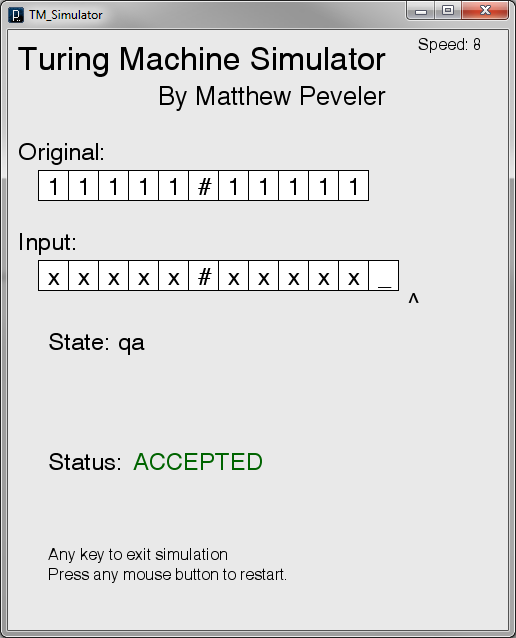 TM_Simulator
Speed: 8
Turing Machine Simulator
By Matthew Peveler
Original:
1 1 1 1 1 # 1 1 1 1 1
Input:
x x x x x # x x x x x _
^
State: qa
Status: ACCEPTED
Any key to exit simulation
Press any mouse button to restart.